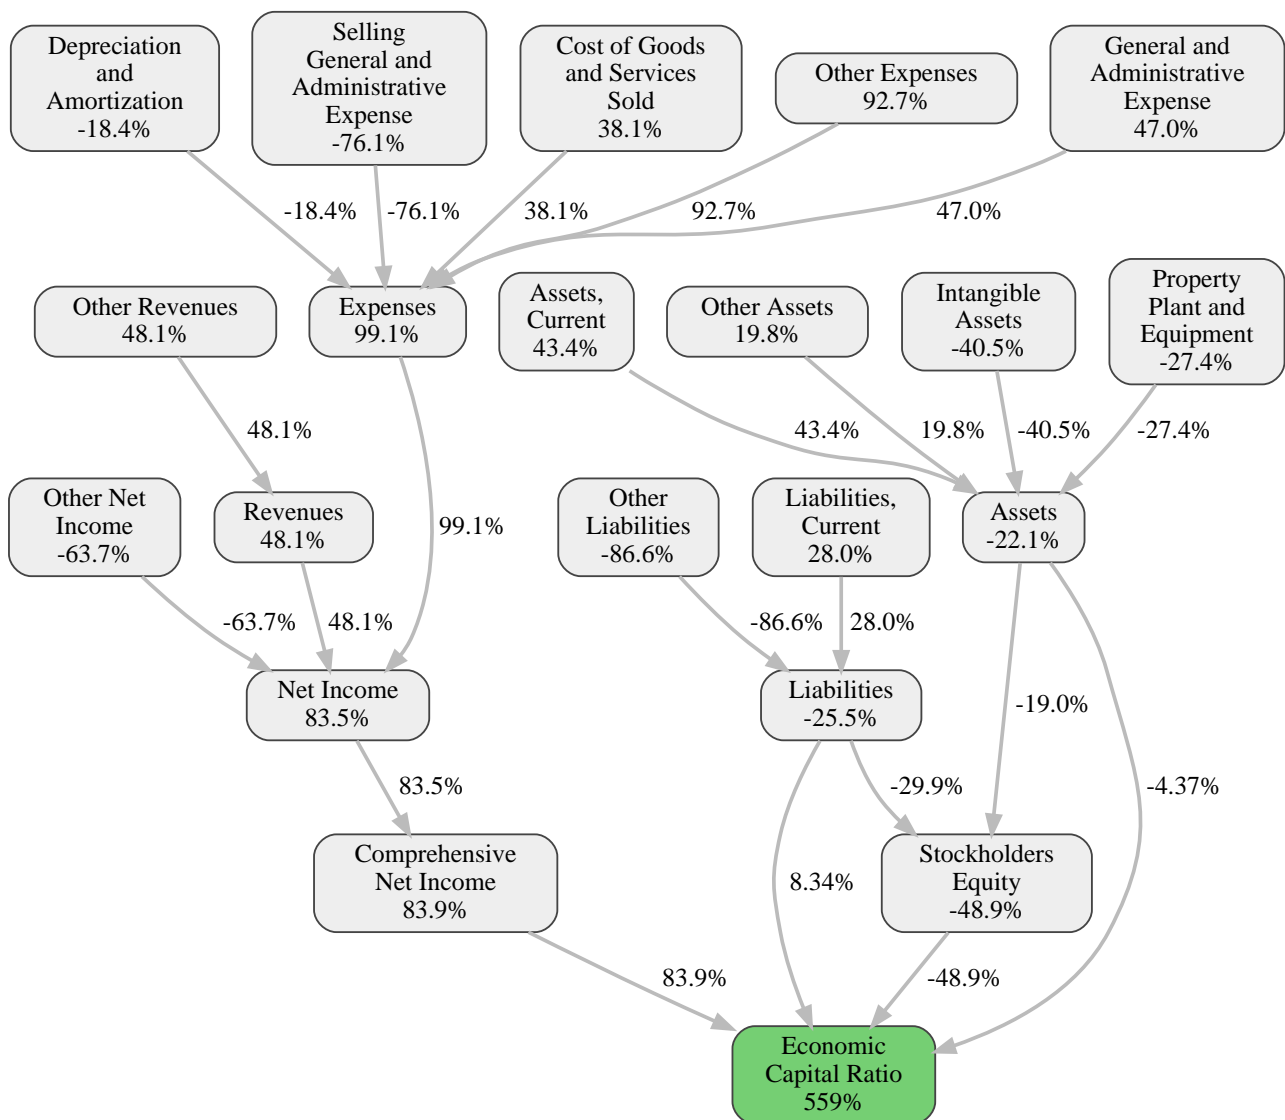 Depreciation
and
Amortization
-18.4%
Selling
General and
Administrative
Expense
-76.1%
Cost of Goods
and Services
Sold
38.1%
Other Expenses
92.7%
General and
Administrative
Expense
47.0%
-18.4%
-76.1%
38.1%
92.7%
47.0%
Other Revenues
48.1%
Expenses
99.1%
Assets,
Current
43.4%
Other Assets
19.8%
Intangible
Assets
-40.5%
Property
Plant and
Equipment
-27.4%
48.1%
43.4%
19.8%
-40.5%
-27.4%
Other Net
Income
-63.7%
Revenues
48.1%
99.1%
Other
Liabilities
-86.6%
Liabilities,
Current
28.0%
Assets
-22.1%
-63.7%
48.1%
-86.6%
28.0%
Net Income
83.5%
Liabilities
-25.5%
-19.0%
83.5%
-29.9%
-4.37%
Comprehensive
Net Income
83.9%
8.34%
Stockholders
Equity
-48.9%
83.9%
-48.9%
Economic
Capital Ratio
559%